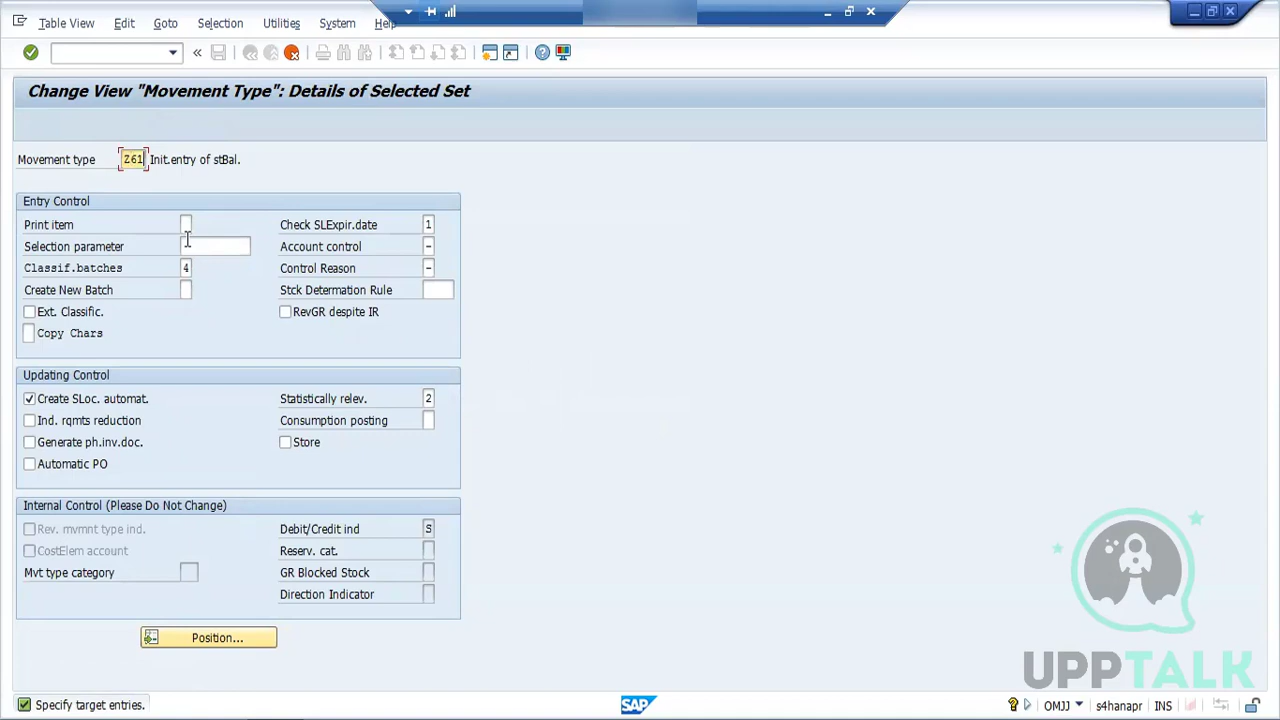 Table View Edit Goto Selection Utilities System Help
Change View "Movement Type": Details of Selected Set
Movement type Z61 Init.entry of stBal.
Entry Control
Print item Check SLExpir.date 1
Selection parameter Account control -
Classif.batches 4 Control Reason -
Create New Batch Stck Determation Rule
Ext. Classific. RevGR despite IR
Copy Chars
Updating Control
Create SLoc. automat. Statistically relev. 2
Ind. rqmts reduction Consumption posting
Generate ph.inv.doc. Store
Automatic PO
Internal Control (Please Do Not Change)
Rev. mvmnt type ind. Debit/Credit ind S
CostElem account Reserv. cat.
Mvt type category GR Blocked Stock
Direction Indicator
Position...
UPPTALK
Specify target entries. SAP OMJJ s4hanapr INS